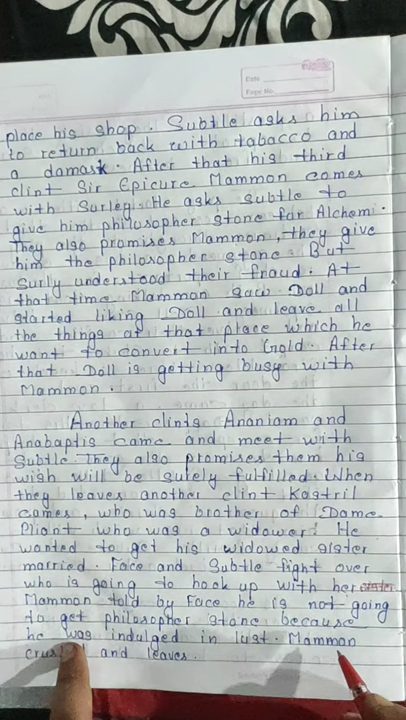 Date
Page No.
place his shop. Subtle asks him
to return back with tabacco and
a damask. After that his third
clint Sir Epicure Mammon comes
with Surlegi. He asks subtle to
give him philosopher stone for Alchemi.
They also promises Mammon, they give
him the philosopher stone. But
Surly understood their fraud. At
that time Mammon saw Doll and
started liking Doll and leave all
the things at that place which he
want to convert into Gold. After
that Doll is getting busy with
Mammon.
Another clints Ananiam and
Anabaptis came and meet with
Subtle They also promises them his
wish will be surely fulfilled. When
they leaves another clint Kastril
comes, who was brother of Dame
Pliant who was a widower. He
wanted to get his widowed sister
married. Face and Subtle fight over
who is going to hook up with her sister
Mammon told by Face he is not going
to get philosopher stone because
he was indulged in lust. Mammon
and leaves.